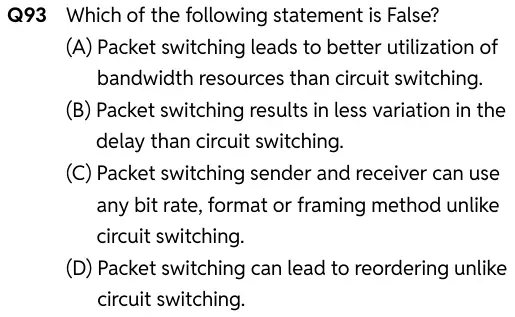 Q93 Which of the following statement is False?
(A) Packet switching leads to better utilization of
bandwidth resources than circuit switching.
(B) Packet switching results in less variation in the
delay than circuit switching.
(C) Packet switching sender and receiver can use
any bit rate, format or framing method unlike
circuit switching.
(D) Packet switching can lead to reordering unlike
circuit switching.